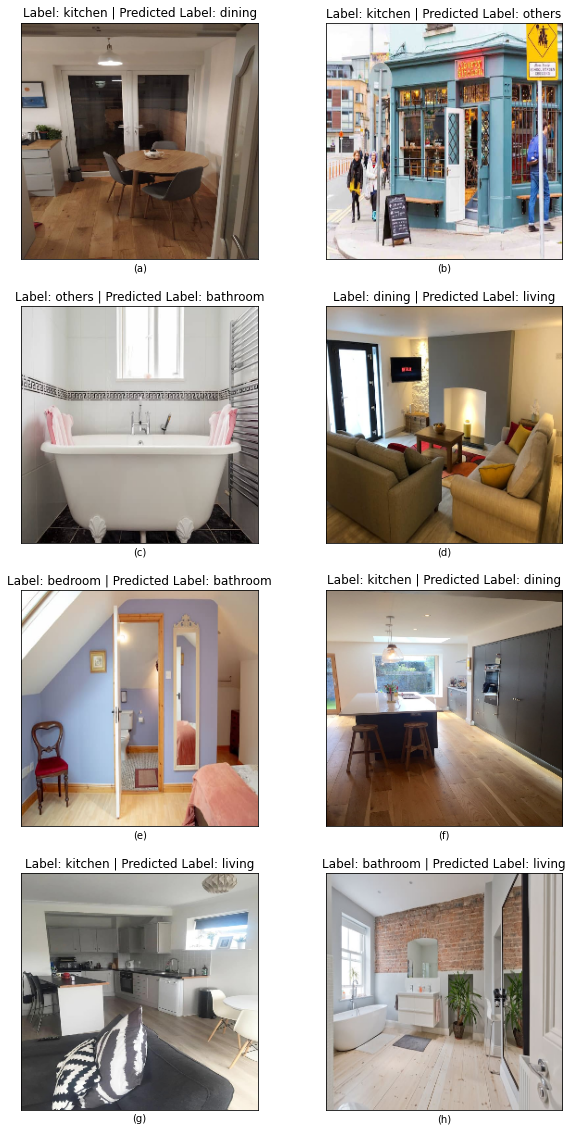 Label: kitchen | Predicted Label: dining
Label: kitchen | Predicted Label: others
(a)
(b)
Label: others | Predicted Label: bathroom
Label: dining | Predicted Label: living
NETFLIX
(c)
(d)
Label: bedroom | Predicted Label: bathroom
Label: kitchen | Predicted Label: dining
(e)
(f)
Label: kitchen | Predicted Label: living
Label: bathroom | Predicted Label: living
(g)
(h)